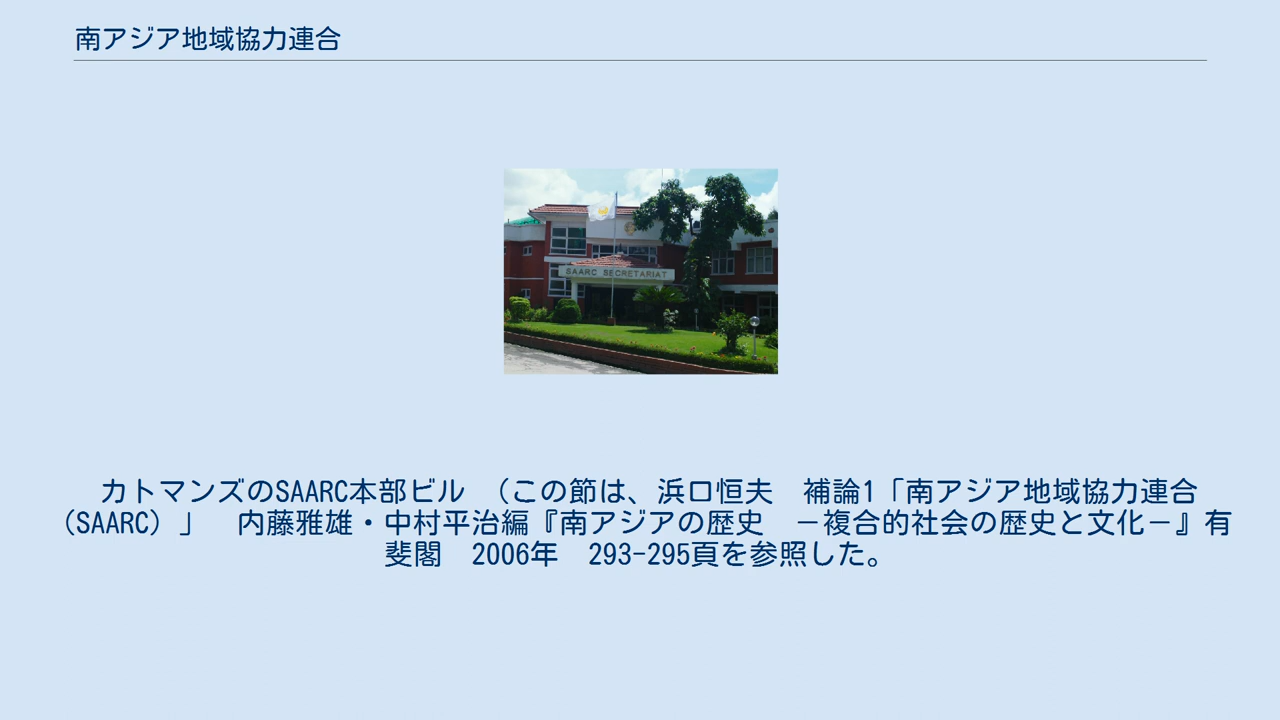 南アジア地域協力連合
SAARC SECRETARIAT
カトマンズのSAARC本部ビル　（この節は、浜口恒夫　補論1「南アジア地域協力連合
（SAARC）」　内藤雅雄・中村平治編『南アジアの歴史　－複合的社会の歴史と文化－』有
斐閣　2006年　293-295頁を参照した。